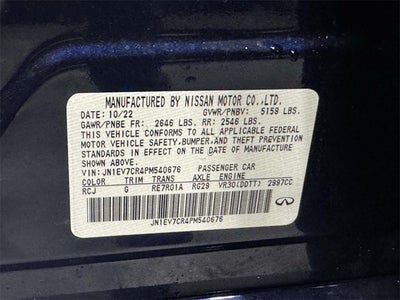 MANUFACTURED BY NISSAN MOTOR CO.,LTD.
DATE: 10/22 GVWR/PNBV: 5159 LBS.
GAWR/PNBE FR: 2646 LBS. RR: 2546 LBS.
THIS VEHICLE CONFORMS TO ALL APPLICABLE FEDERAL
MOTOR VEHICLE SAFETY,BUMPER,AND THEFT PREVENTION
STANDARDS IN EFFECT ON THE
DATE OF MANUFACTURE SHOWN ABOVE.
VIN: JN1EV7CR4PM540676 PASSENGER CAR
COLOR TRIM TRANS AXLE ENGINE
RCJ G RE7R01A RG29 VR30(DDTT) 2997CC
JN1EV7CR4PM540676
INFINITI